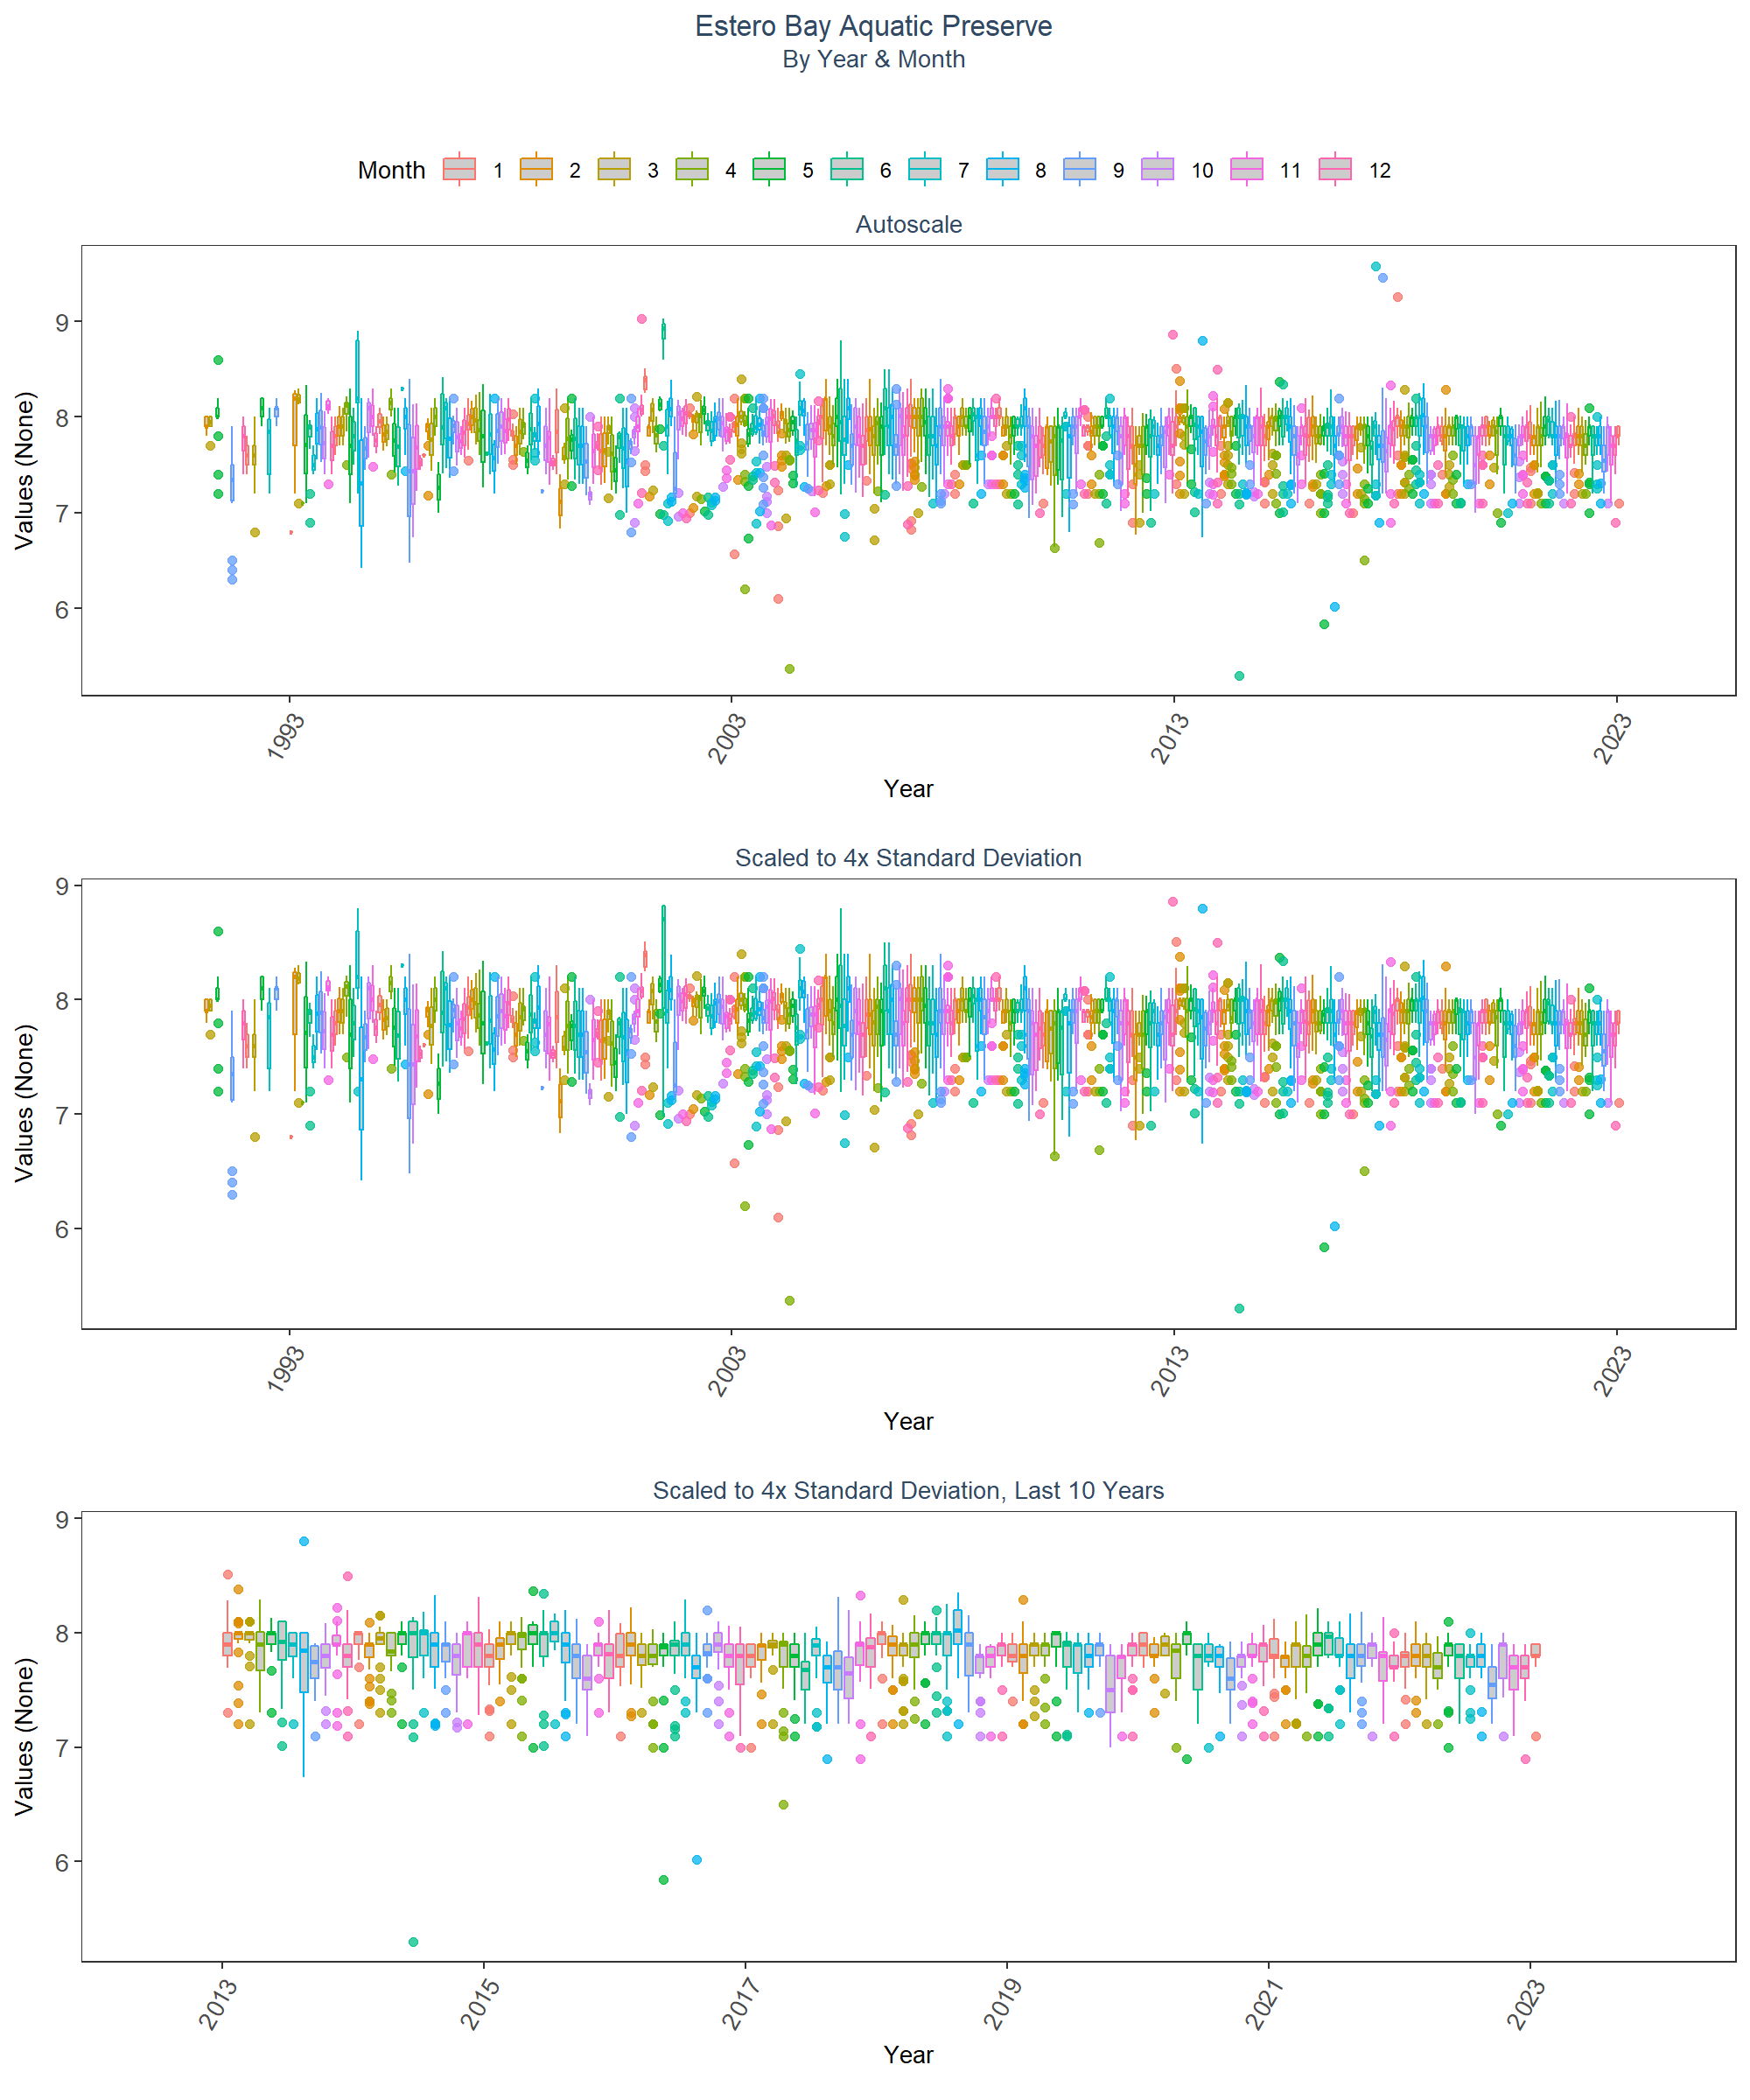 Estero Bay Aquatic Preserve
By Year & Month
Month 1 2 3 4 5 6 7 8 9 10 11 12
Autoscale
Values (None)
9
8
7
6
1993 2003 2013 2023
Year
Scaled to 4x Standard Deviation
Values (None)
9
8
7
6
1993 2003 2013 2023
Year
Scaled to 4x Standard Deviation, Last 10 Years
Values (None)
9
8
7
6
2013 2015 2017 2019 2021 2023
Year